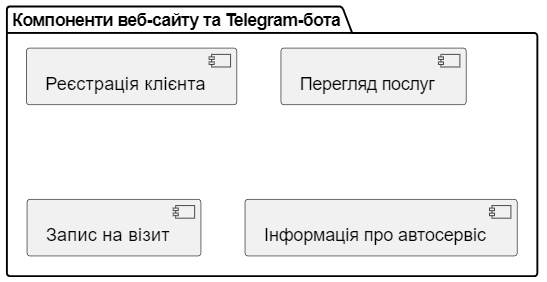 Компоненти веб-сайту та Telegram-бота
Реєстрація клієнта
Перегляд послуг
Запис на візит
Інформація про автосервіс